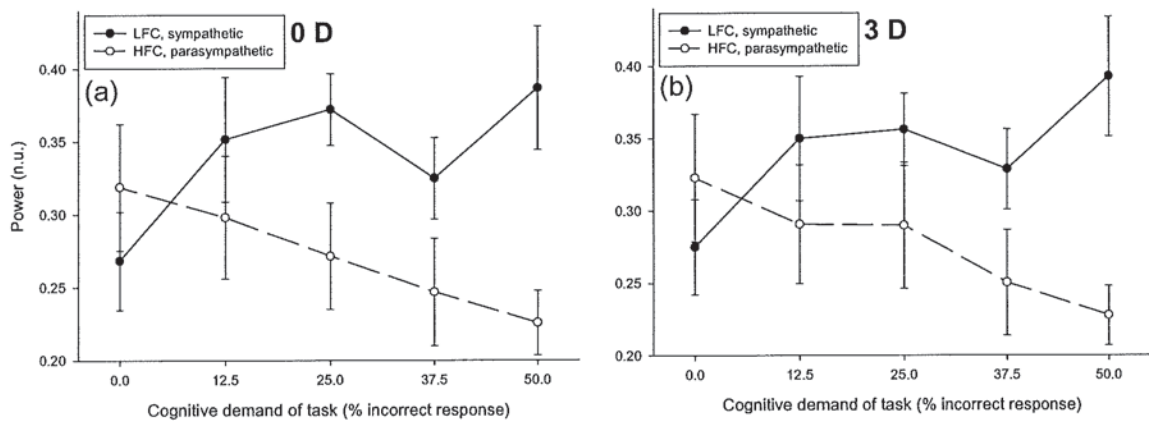 LFC, sympathetic
HFC, parasympathetic
0 D
(a)
Power (n.u.)
0.40
0.35
0.30
0.25
0.20
0.0
12.5
25.0
37.5
50.0
Cognitive demand of task (% incorrect response)
LFC, sympathetic
HFC, parasympathetic
3 D
(b)
0.40
0.35
0.30
0.25
0.20
0.0
12.5
25.0
37.5
50.0
Cognitive demand of task (% incorrect response)